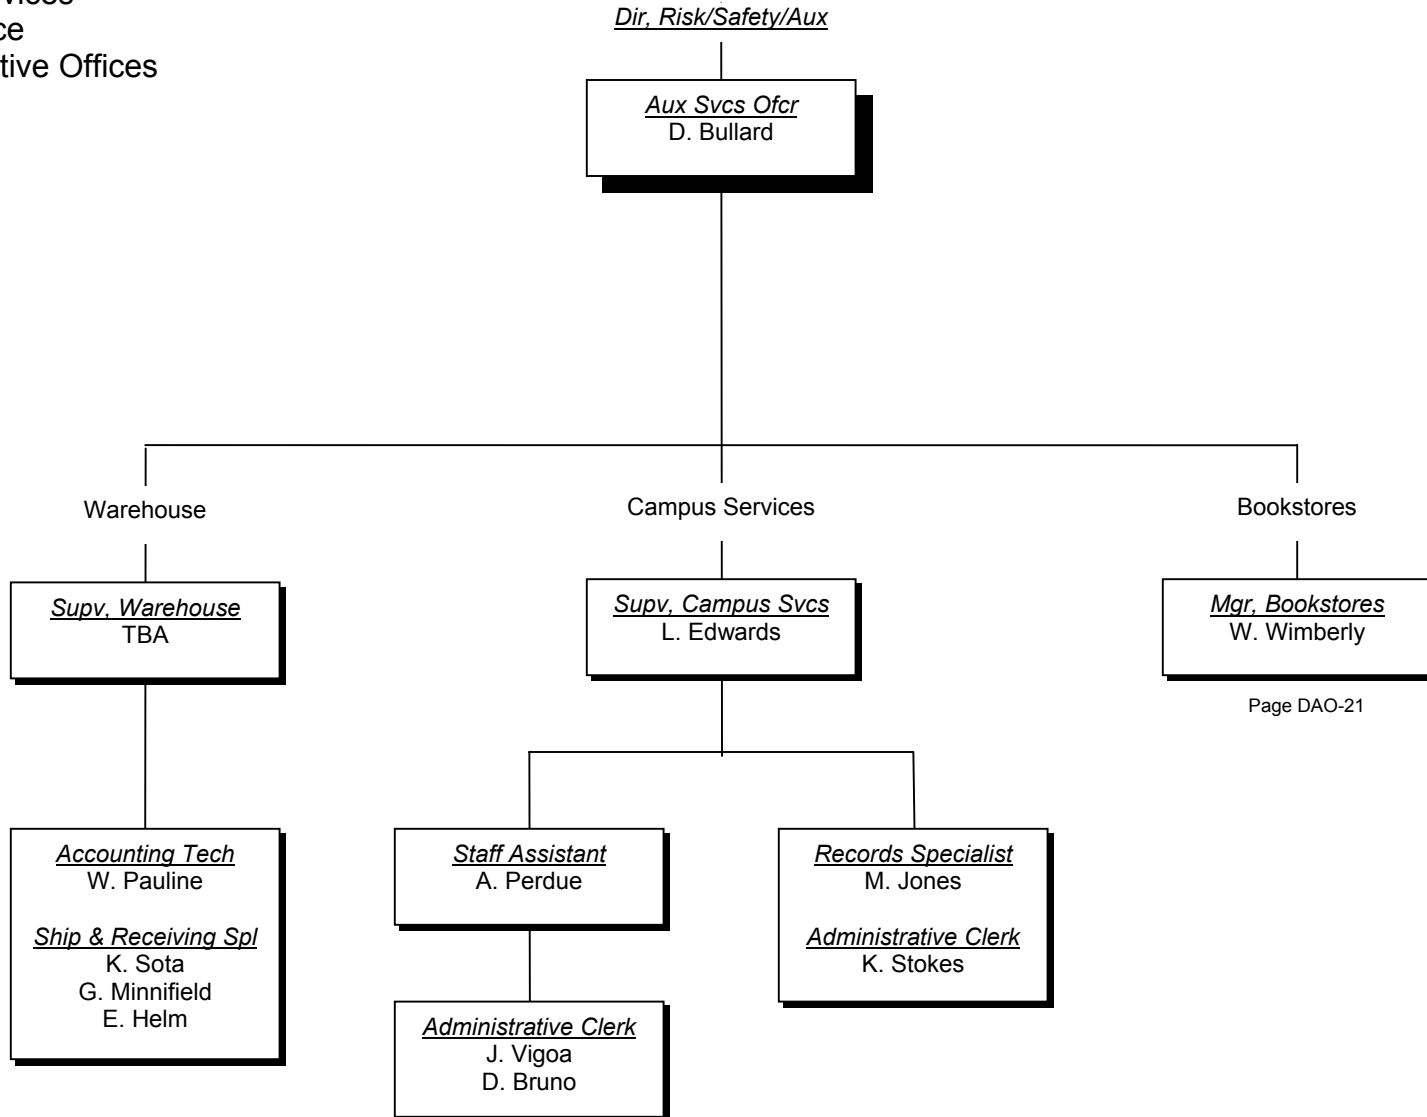 tive Offices
Dir, Risk/Safety/Aux
Aux Svcs Ofcr
D. Bullard
Warehouse
Campus Services
Bookstores
Supv, Warehouse
TBA
Supv, Campus Svcs
L. Edwards
Mgr, Bookstores
W. Wimberly
Page DAO-21
Accounting Tech
W. Pauline
Ship & Receiving Spl
K. Sota
G. Minnifield
E. Helm
Staff Assistant
A. Perdue
Administrative Clerk
J. Vigoa
D. Bruno
Records Specialist
M. Jones
Administrative Clerk
K. Stokes